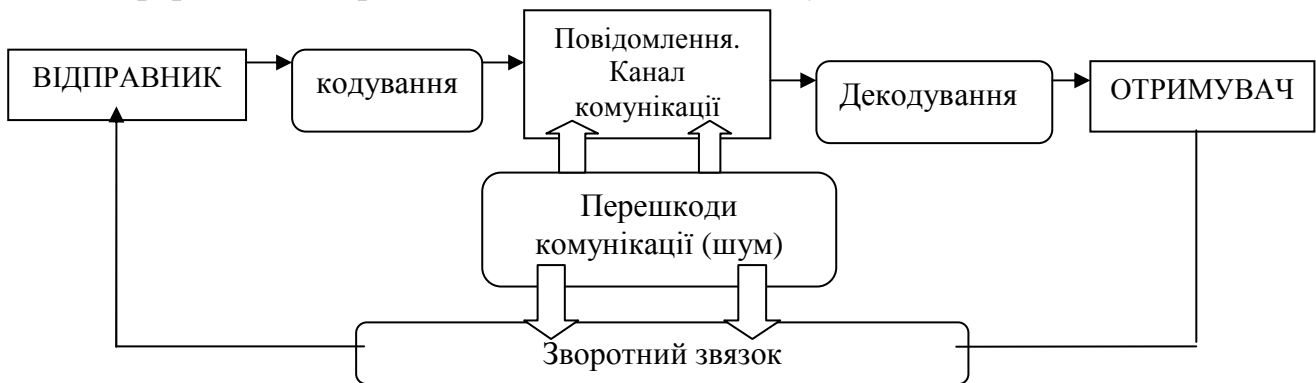 ВІДПРАВНИК
кодування
Повідомлення.
Канал
комунікації
Декодування
ОТРИМУВАЧ
Перешкоди
комунікації (шум)
Зворотний звязок